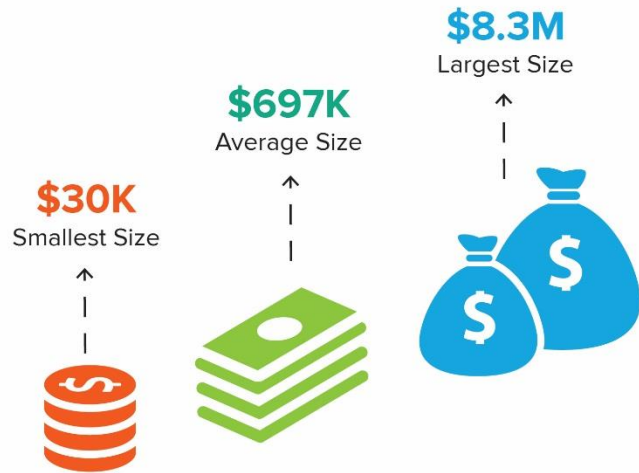 $8.3M
Largest Size
$697K
Average Size
$30K
Smallest Size
$
$
$